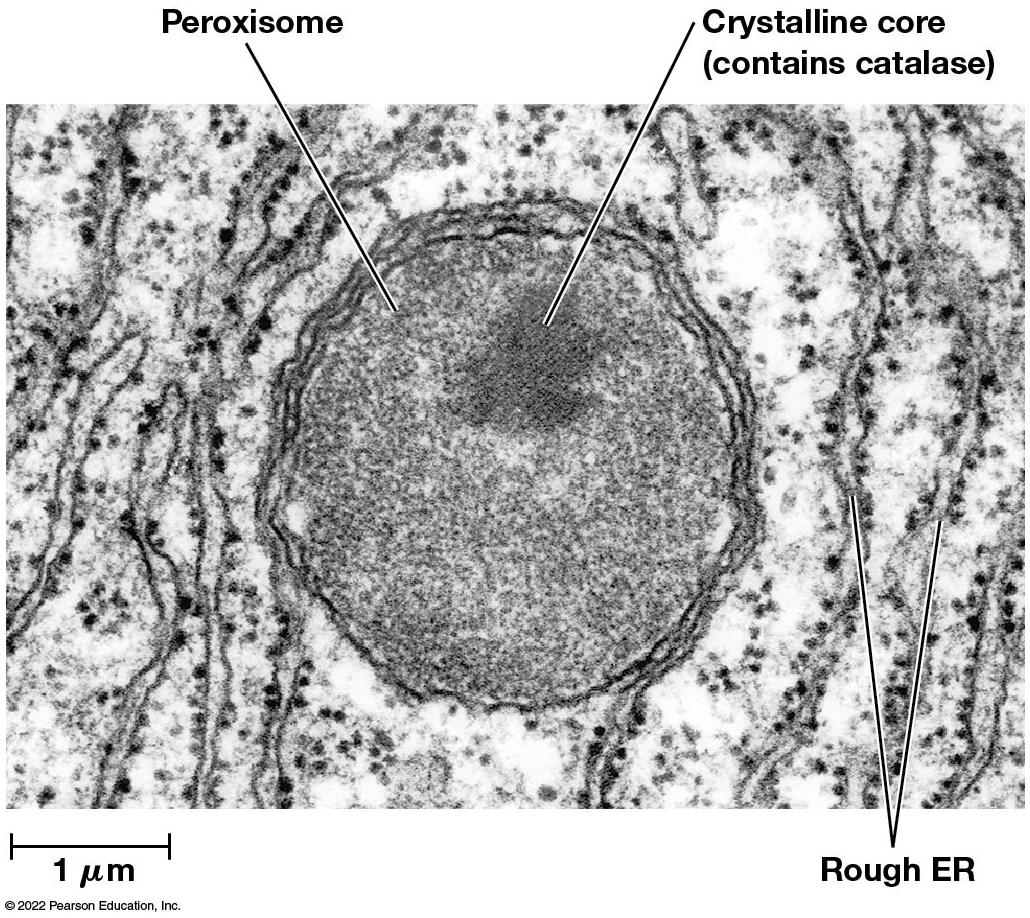 Peroxisome
Crystalline core
(contains catalase)
1 μm
Rough ER
© 2022 Pearson Education, Inc.